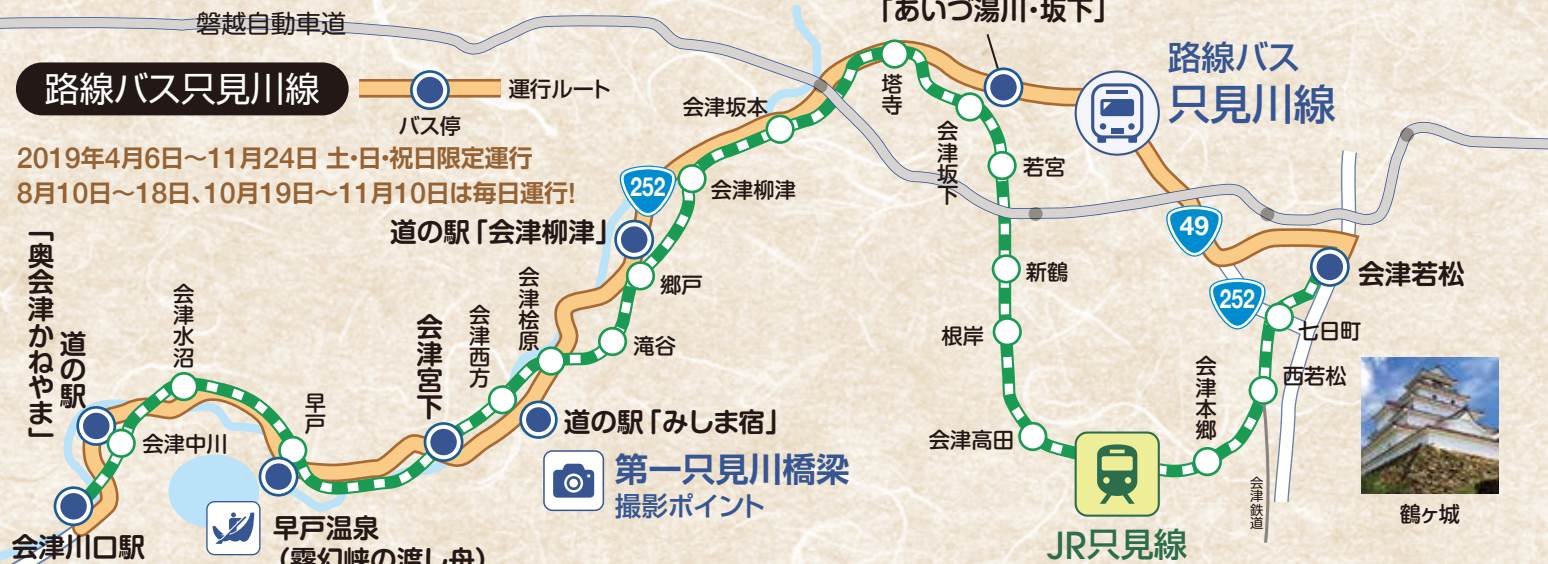 磐越自動車道
「あいづ湯川・坂下」
路線バス只見川線
運行ルート
バス停
2019年4月6日～11月24日 土・日・祝日限定運行
8月10日～18日、10月19日～11月10日は毎日運行!
路線バス
只見川線
塔寺
会津坂本
会津坂下
若宮
会津柳津
252
道の駅「会津柳津」
49
新鶴
会津若松
252
郷戸
七日町
根岸
滝谷
会津桧原
会津西方
会津宮下
会津水沼
道の駅
「奥会津かねやま」
早戸
会津中川
西若松
会津本郷
会津高田
道の駅「みしま宿」
第一只見川橋梁
撮影ポイント
会津鉄道
鶴ヶ城
JR只見線
早戸温泉
(霧幻峡の渡し舟)
会津川口駅